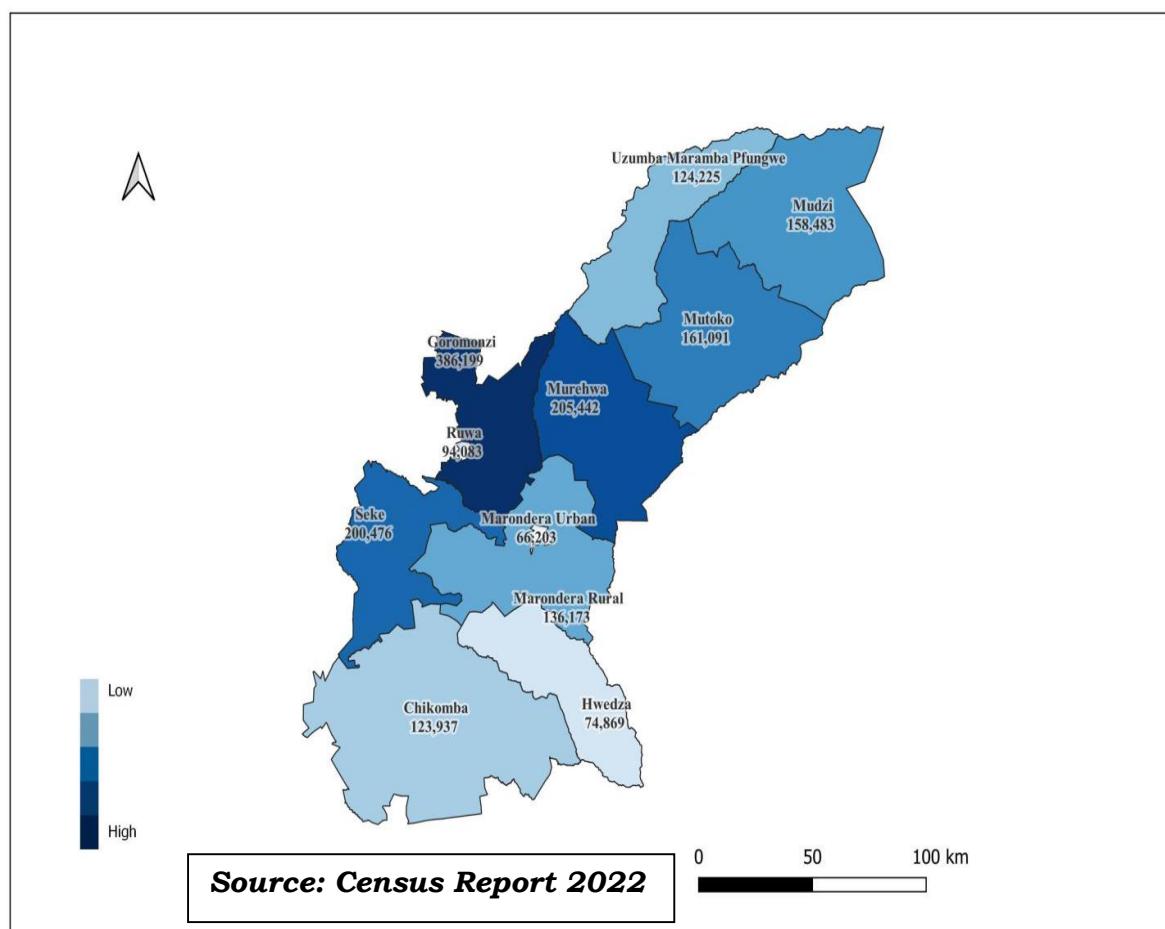 Uzumba Maramba Pfungwe
124,225
Mudzi
158,483
Mutoko
161,091
Goromonzi
386,199
Murehwa
205,442
Ruwa
94,083
Seke
200,476
Marondera Urban
66,203
Marondera Rural
136,173
Chikomba
123,937
Hwedza
74,869
Low
High
Source: Census Report 2022
0 50 100 km